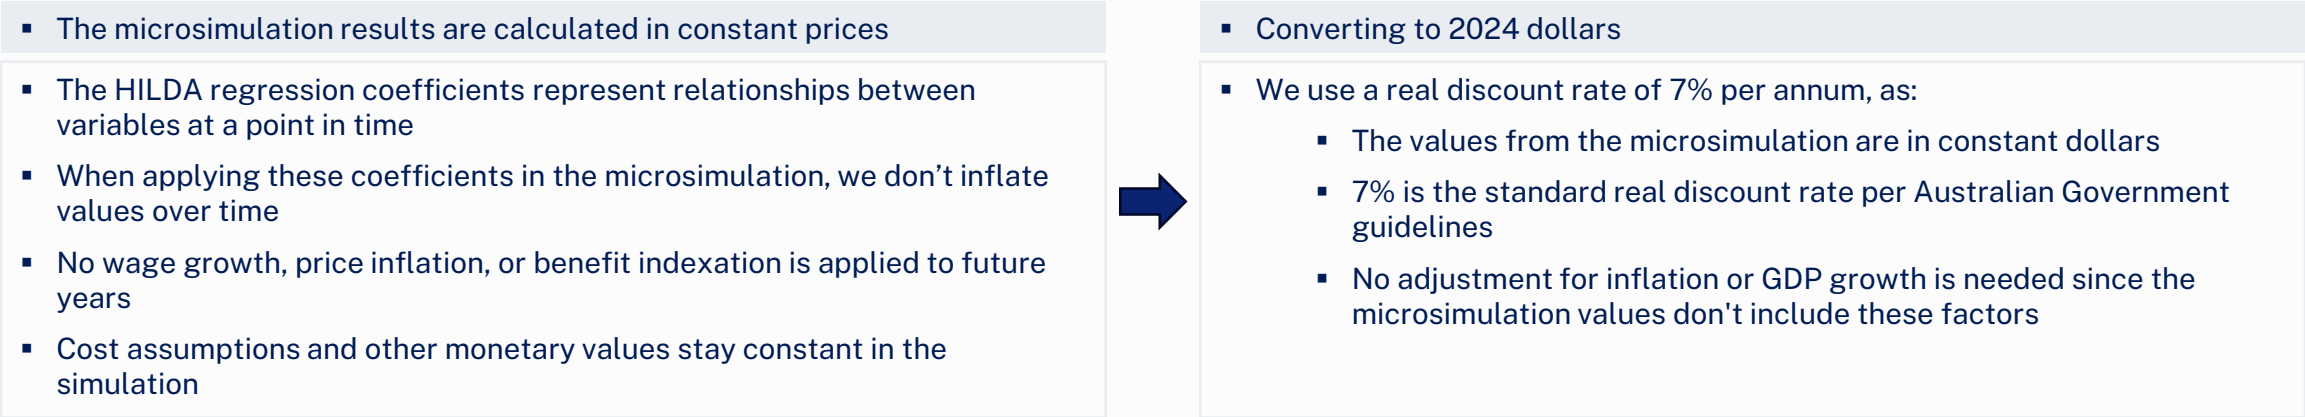 ▪ The microsimulation results are calculated in constant prices
▪ The HILDA regression coefficients represent relationships between
variables at a point in time
▪ When applying these coefficients in the microsimulation, we don’t inflate
values over time
▪ No wage growth, price inflation, or benefit indexation is applied to future
years
▪ Cost assumptions and other monetary values stay constant in the
simulation
▪ Converting to 2024 dollars
▪ We use a real discount rate of 7% per annum, as:
▪ The values from the microsimulation are in constant dollars
▪ 7% is the standard real discount rate per Australian Government
guidelines
▪ No adjustment for inflation or GDP growth is needed since the
microsimulation values don't include these factors